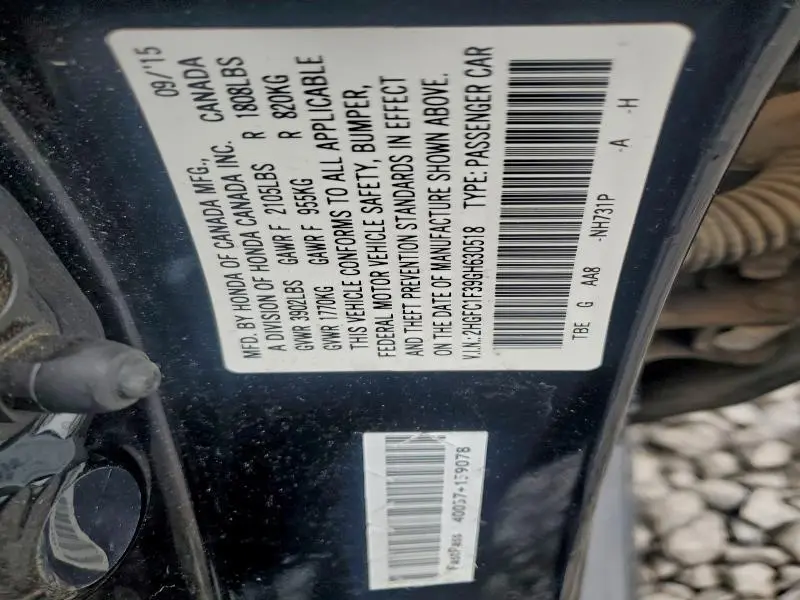 MFD. BY HONDA OF CANADA MFG., 09/'15
A DIVISION OF HONDA CANADA INC. CANADA
GVWR 3902LBS GAWR F 2105LBS R 1808LBS
GVWR 1770KG GAWR F 955KG R 820KG
THIS VEHICLE CONFORMS TO ALL APPLICABLE
FEDERAL MOTOR VEHICLE SAFETY, BUMPER,
AND THEFT PREVENTION STANDARDS IN EFFECT
ON THE DATE OF MANUFACTURE SHOWN ABOVE.
V.I.N.:2HGFC1F39GH630518 TYPE:PASSENGER CAR
TBE G AA8 -NH731P -A -H
FastPass 40037+159078